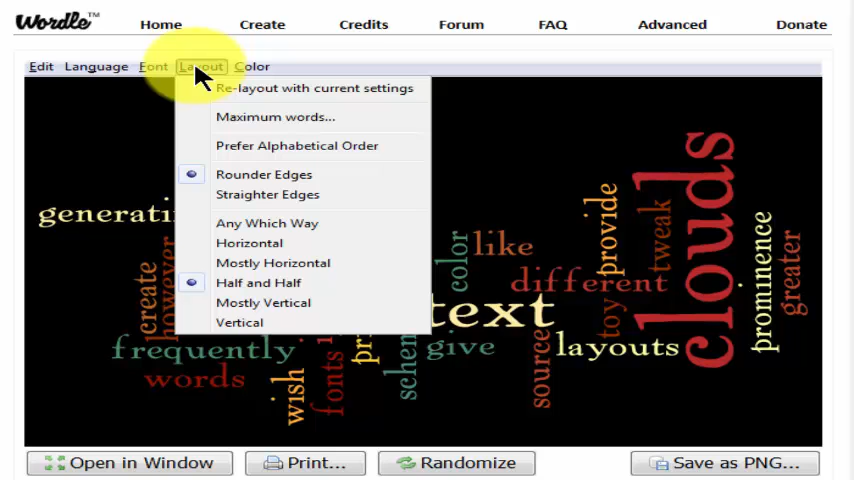 Wordle™ Home Create Credits Forum FAQ Advanced Donate
Edit Language Font Layout Color
Re-layout with current settings
Maximum words...
Prefer Alphabetical Order
Rounder Edges
Straighter Edges
Any Which Way
Horizontal
Mostly Horizontal
Half and Half
Mostly Vertical
Vertical
clouds
provide
tweak
prominence
greater
like
color
different
create
however
text
toy
layouts
give
source
frequently
words
wish
fonts
Open in Window Print... Randomize Save as PNG...